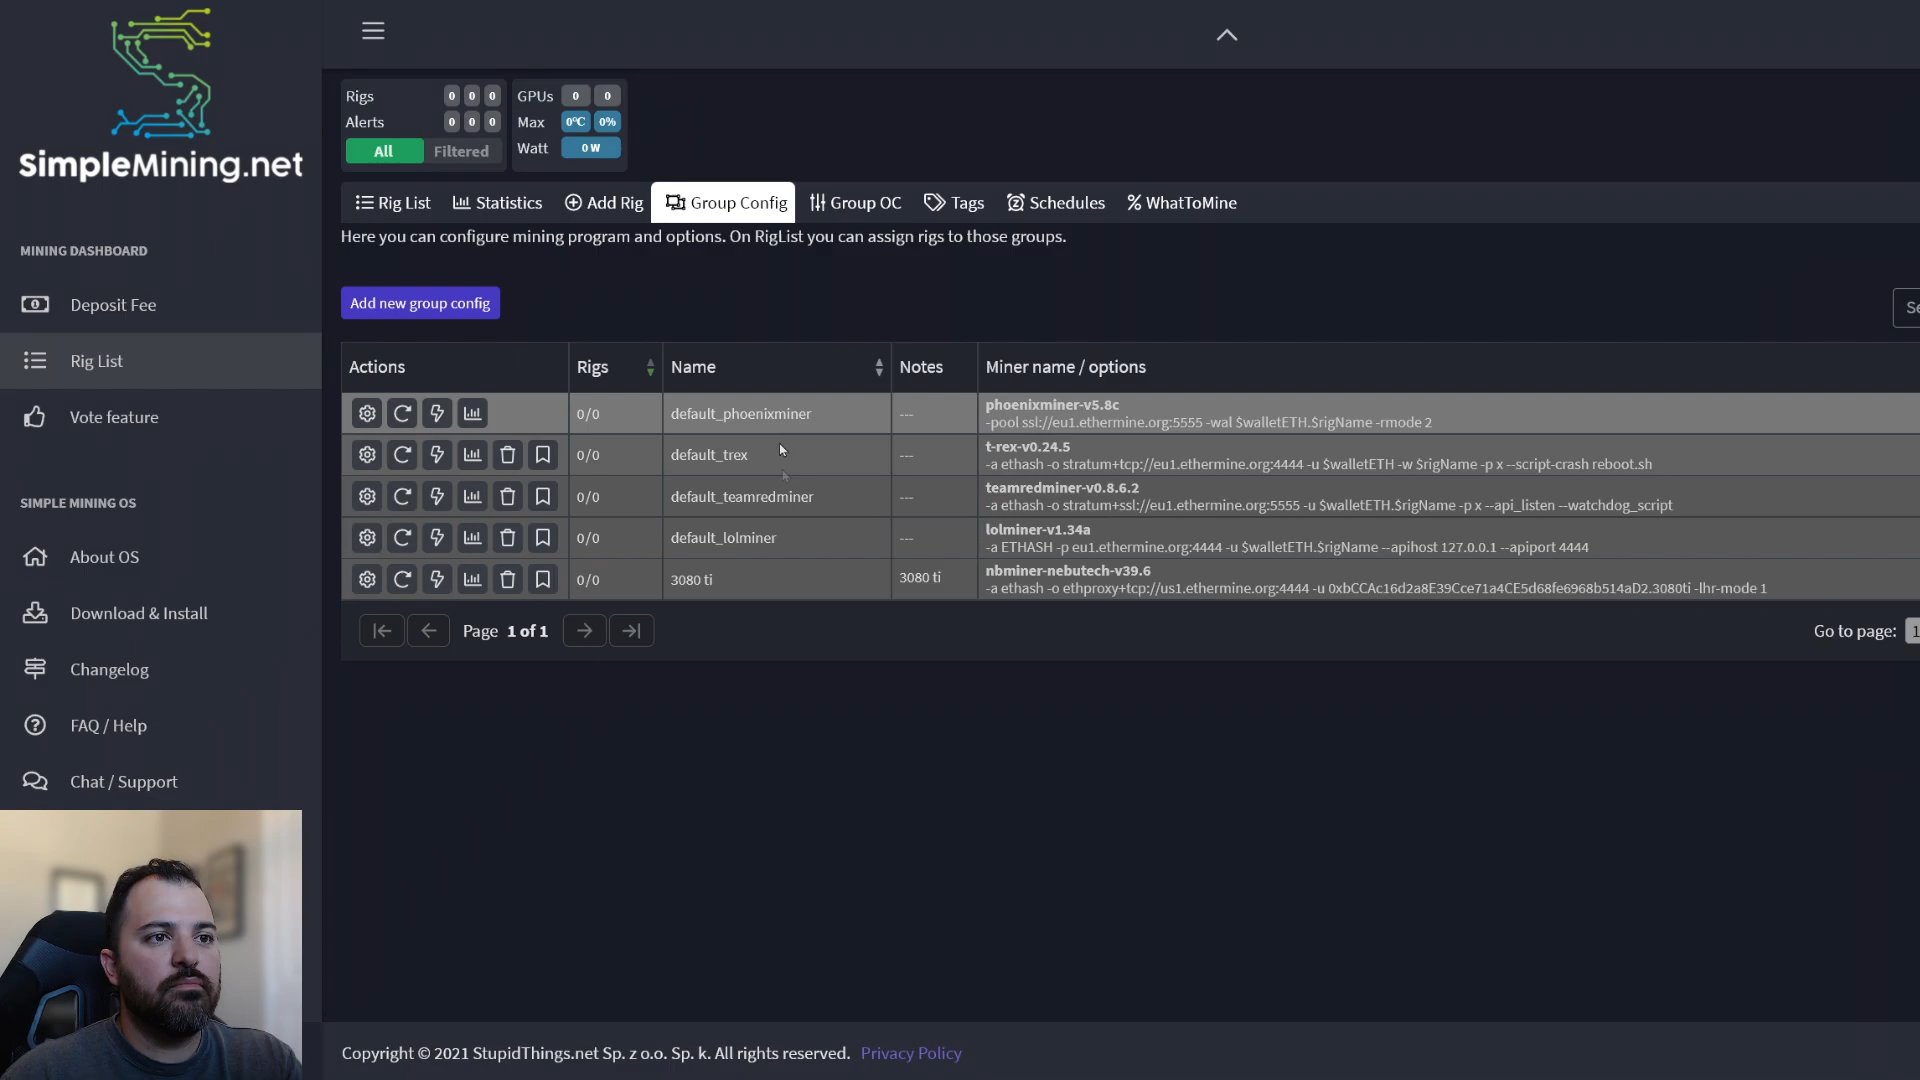 SimpleMining.net
MINING DASHBOARD
Deposit Fee
Rig List
Vote feature
SIMPLE MINING OS
About OS
Download & Install
Changelog
FAQ / Help
Chat / Support
Rigs 0 0 0
Alerts 0 0 0
All Filtered
GPUs 0 0
Max 0°C 0%
Watt 0 W
Rig List Statistics Add Rig Group Config Group OC Tags Schedules WhatToMine
Here you can configure mining program and options. On RigList you can assign rigs to those groups.
Add new group config
Actions Rigs Name Notes Miner name / options
0/0 default_phoenixminer --- phoenixminer-v5.8c
-pool ssl://eu1.ethermine.org:5555 -wal $walletETH.$rigName -rmode 2
0/0 default_trex --- t-rex-v0.24.5
-a ethash -o stratum+tcp://eu1.ethermine.org:4444 -u $walletETH -w $rigName -p x --script-crash reboot.sh
0/0 default_teamredminer --- teamredminer-v0.8.6.2
-a ethash -o stratum+ssl://eu1.ethermine.org:5555 -u $walletETH.$rigName -p x --api_listen --watchdog_script
0/0 default_lolminer --- lolminer-v1.34a
-a ETHASH -p eu1.ethermine.org:4444 -u $walletETH.$rigName --apihost 127.0.0.1 --apiport 4444
0/0 3080 ti 3080 ti nbminer-nebutech-v39.6
-a ethash -o ethproxy+tcp://us1.ethermine.org:4444 -u 0xbCCAc16d2a8E39Cce71a4CE5d68fe6968b514aD2.3080ti -lhr-mode 1
Page 1 of 1
Go to page: 1
Copyright © 2021 StupidThings.net Sp. z o.o. Sp. k. All rights reserved. Privacy Policy